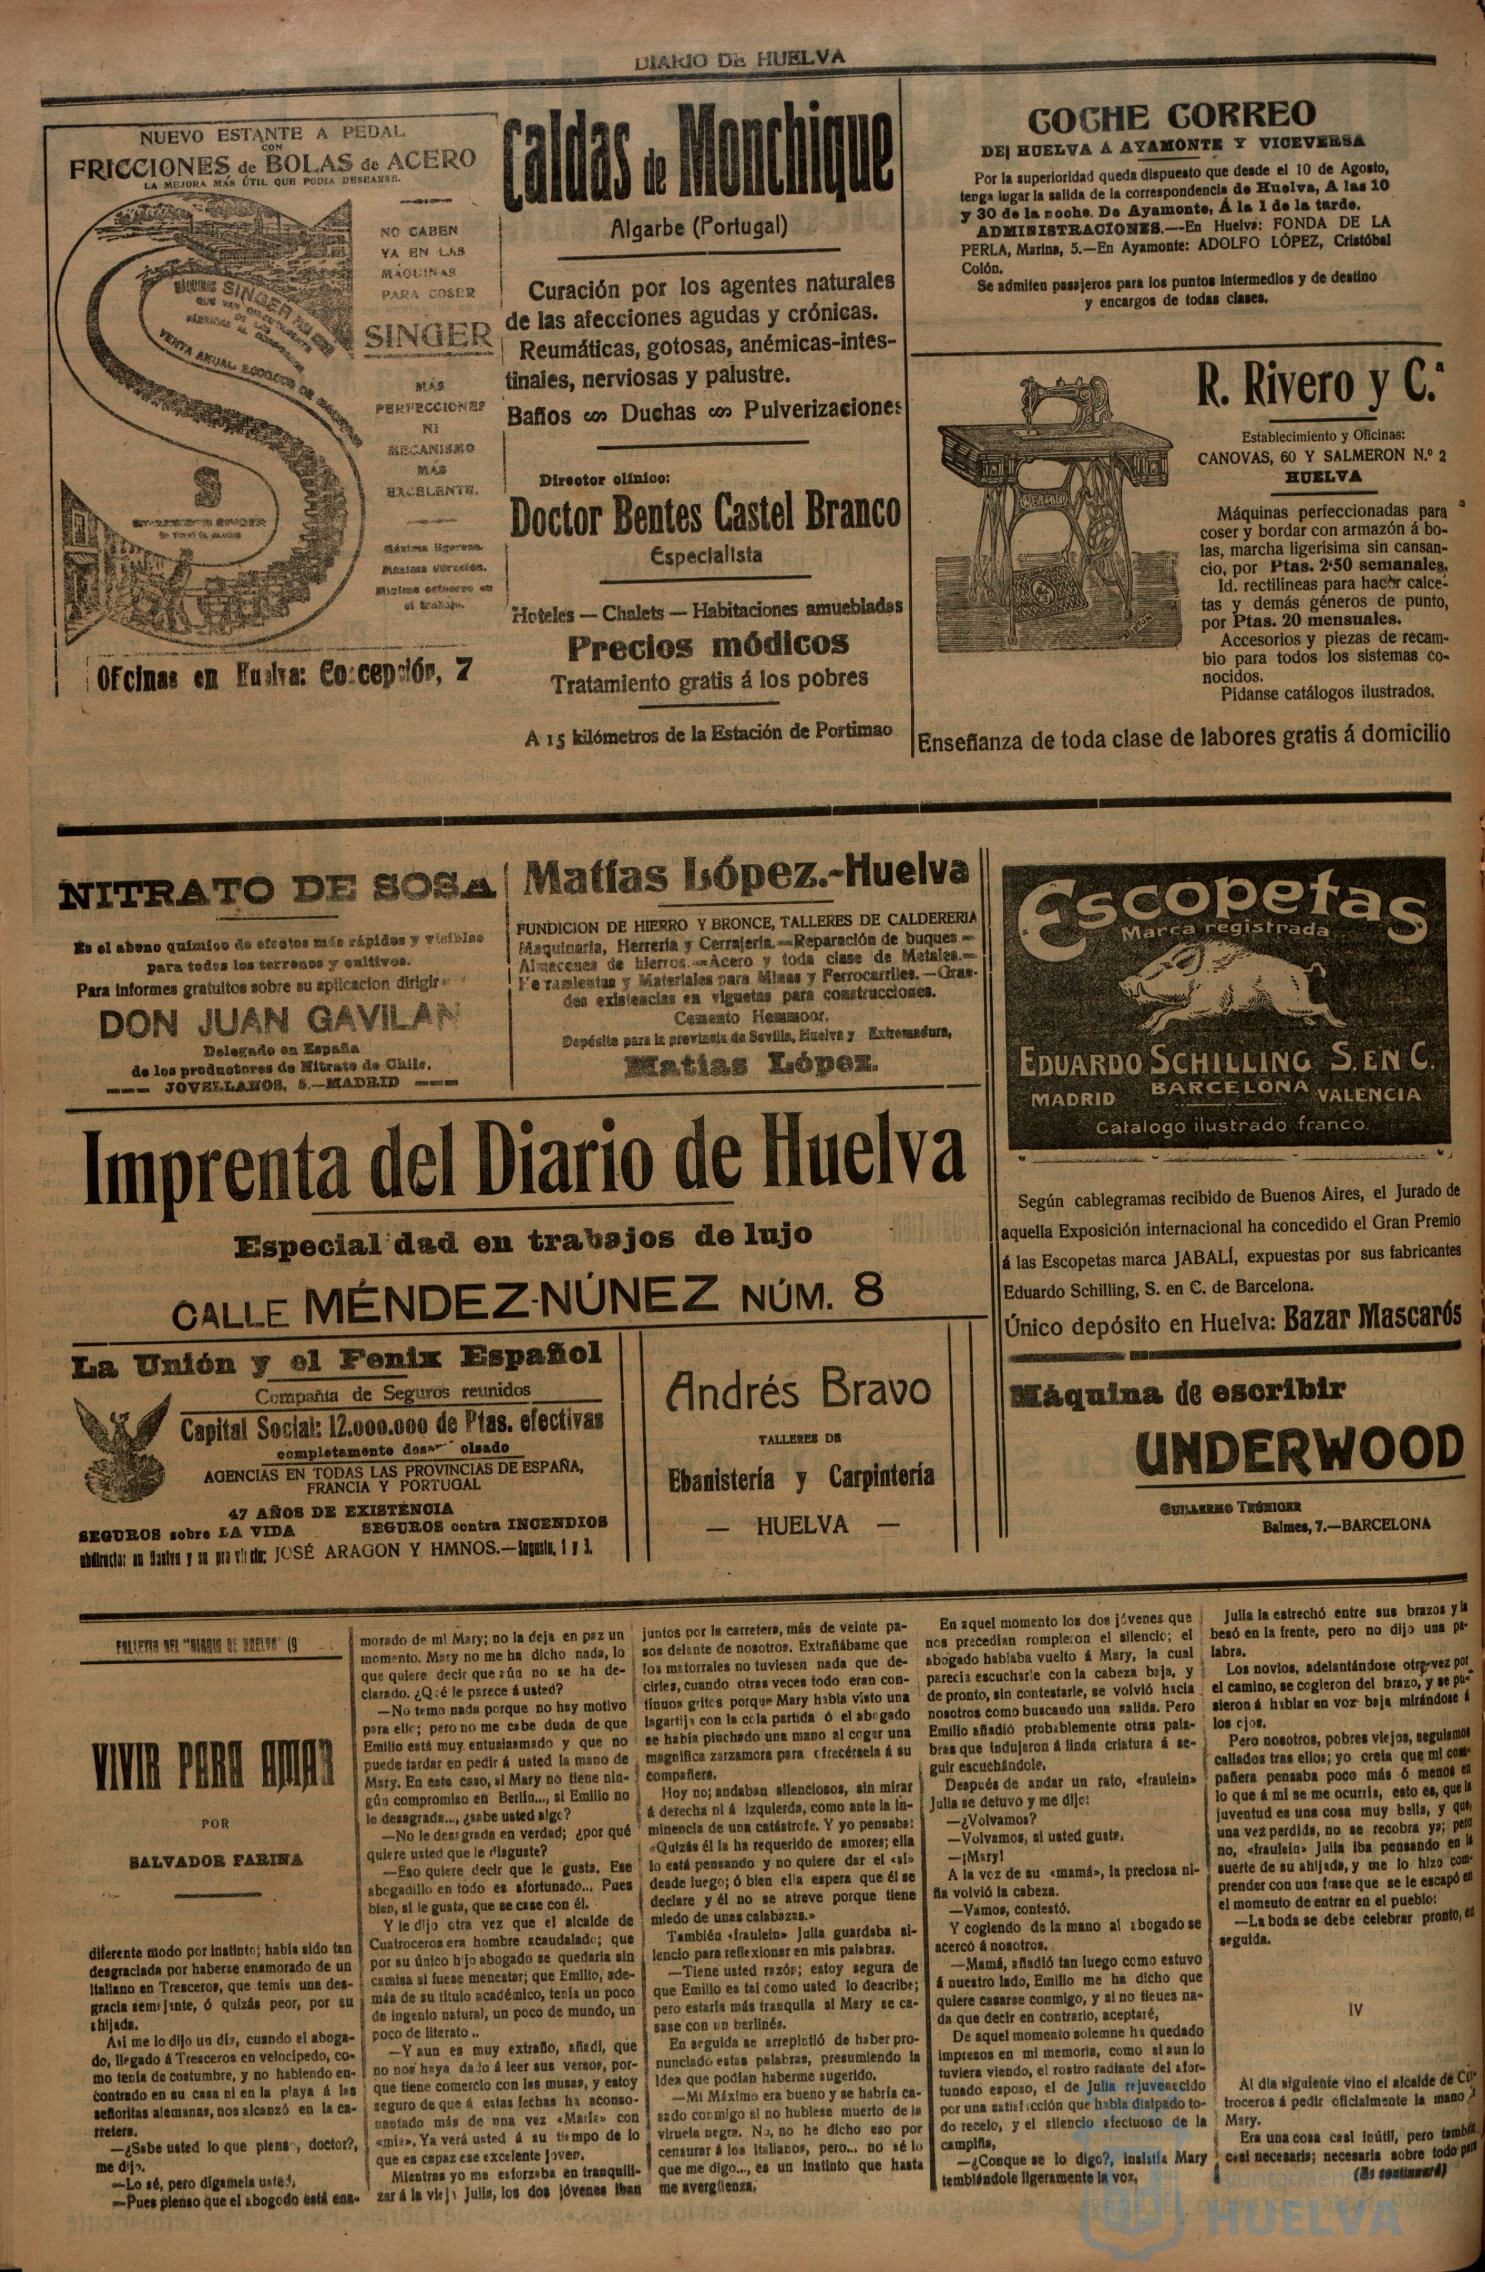 DIARIO DE HUELVA
NUEVO ESTANTE A PEDAL
CON
FRICCIONES de BOLAS de ACERO
LA MEJORA MÁS ÚTIL QUE PODIA DESEARSE.
NO CABEN
YA EN LAS
MÁQUINAS
PARA COSER
SINGER
MÁS
PERFECCIONES
NI
MECANISMO
MÁS
EXCELENTE.
Máxima ligereza.
Máxima duración.
Mínimo esfuerzo en
el trabajo.
MÁQUINAS SINGER PARA COSER
VENTA ANUAL: 2.000.000 DE MÁQUINAS
S
Oficinas en Huelva: Concepción, 7
Caldas de Monchique
Algarbe (Portugal)
Curación por los agentes naturales
de las afecciones agudas y crónicas.
Reumáticas, gotosas, anémicas-intes-
tinales, nerviosas y palustre.
Baños Duchas Pulverizaciones
Director clínico:
Doctor Bentes Castel Branco
Especialista
Hoteles — Chalets — Habitaciones amuebladas
Precios módicos
Tratamiento gratis á los pobres
A 15 kilómetros de la Estación de Portimao
COCHE CORREO
DE HUELVA Á AYAMONTE Y VICEVERSA
Por la superioridad queda dispuesto que desde el 10 de Agosto,
tenga lugar la salida de la correspondencia de Huelva, A las 10
y 30 de la noche. De Ayamonte, Á la 1 de la tarde.
ADMINISTRACIONES.—-En Huelva: FONDA DE LA
PERLA, Marina, 5.—En Ayamonte: ADOLFO LÓPEZ, Cristóbal
Colón.
Se admiten pasajeros para los puntos intermedios y de destino
y encargos de todas clases.
R. Rivero y C.ª
Establecimiento y Oficinas:
CANOVAS, 60 Y SALMERON N.º 2
HUELVA
Máquinas perfeccionadas para
coser y bordar con armazón á bo-
las, marcha ligerísima sin cansan-
cio, por Ptas. 2'50 semanales.
Id. rectilíneas para hacer calce-
tas y demás géneros de punto,
por Ptas. 20 mensuales.
Accesorios y piezas de recam-
bio para todos los sistemas co-
nocidos.
Pídanse catálogos ilustrados.
Enseñanza de toda clase de labores gratis á domicilio
NITRATO DE SOSA
Es el abono químico de efectos más rápidos y visibles
para todos los terrenos y cultivos.
Para informes gratuitos sobre su aplicacion dirigir
DON JUAN GAVILAN
Delegado en España
de los productores de Nitrato de Chile.
JOVELLANOS, 5.—MADRID
Matías López.-Huelva
FUNDICION DE HIERRO Y BRONCE, TALLERES DE CALDERERIA
Maquinaria, Herrería y Cerrajería.—Reparación de buques—
Almacenes de hierros.—Acero y toda clase de Metales.—
He ramientas y Materiales para Minas y Ferrocarriles.—Gran-
des existencias en viguetas para construcciones.
Cemento Hemmoor.
Depósito para la provincia de Sevilla, Huelva y Extremadura,
Matías López.
Escopetas
Marca registrada
EDUARDO SCHILLING S. EN C.
BARCELONA
MADRID VALENCIA
Catalogo ilustrado franco.
Según cablegramas recibido de Buenos Aires, el Jurado de
aquella Exposición internacional ha concedido el Gran Premio
á las Escopetas marca JABALÍ, expuestas por sus fabricantes
Eduardo Schilling, S. en C. de Barcelona.
Único depósito en Huelva: Bazar Mascarós
Imprenta del Diario de Huelva
Especial dad en trabajos de lujo
CALLE MÉNDEZ-NÚNEZ NÚM. 8
La Unión y el Fenix Español
Compañia de Seguros reunidos
Capital Social: 12.000.000 de Ptas. efectivas
completamente
AGENCIAS EN TODAS LAS PROVINCIAS DE ESPAÑA,
FRANCIA Y PORTUGAL
47 AÑOS DE EXISTENCIA
SEGUROS sobre LA VIDA SEGUROS contra INCENDIOS
JOSÉ ARAGON Y HMNOS.—Sagasta, 1 y 3.
Andrés Bravo
TALLERES DE
Ebanistería y Carpintería
— HUELVA —
Máquina de escribir
UNDERWOOD
GUILLERMO TRÚNIGER
Balmes, 7.—BARCELONA
FOLLETIN DEL "DIARIO DE HUELVA" (9
VIVIR PARA AMAR
POR
SALVADOR FARINA
diferente modo por instinto; había sido tan
desgraciada por haberse enamorado de un
italiano en Tresceros, que temía una des-
gracia semejante, ó quizás peor, por su
ahijada.
Así me lo dijo un día, cuando el aboga-
do, llegado á Tresceros en velocípedo, co-
mo tenía de costumbre, y no habiendo en-
contrado en su casa ni en la playa á las
señoritas alemanas, nos alcanzó en la ca-
rretera.
—¿Sabe usted lo que pienso, doctor?,
me dijo.
—Lo sé, pero dígamela usted.
—Pues pienso que el abogodo está ena-
morado de mi Mary; no la deja en paz un
momento. Mary no me ha dicho nada, lo
que quiere decir que aún no se ha de-
clarado. ¿Qué le parece á usted?
—No temo nada porque no hay motivo
para ello; pero no me cabe duda de que
Emilio está muy entusiasmado y que no
puede tardar en pedir á usted la mano de
Mary. En este caso, si Mary no tiene nin-
gún compromiso en Berlín..., si Emilio no
le desagrada..., ¿sabe usted algo?
—No le desagrada en verdad; ¿por qué
quiere usted que le disguste?
—Eso quiere decir que le gusta. Ese
abogadillo en todo es afortunado... Pues
bien, si le gusta, que se case con él.
Y le dijo otra vez que el alcalde de
Cuatroceros era hombre acaudalado; que
por su único hijo abogado se quedaría sin
camisa si fuese menestar; que Emilio, ade-
más de su título académico, tenía un poco
de ingenio natural, un poco de mundo, un
poco de literato ..
—Y aun es muy extraño, añadí, que
no nos haya dado á leer sus versos, por-
que tiene comercio con las musas, y estoy
seguro de que á estas fechas ha aconso-
nantado más de una vez «María» con
«mía». Ya verá usted á su tiempo de lo
que es capaz ese excelente joven.
Mientras yo me esforzaba en tranquili-
zar á la vieja Julia, los dos jóvenes iban
juntos por la carretera, más de veinte pa-
sos delante de nosotros. Extrañábame que
los matorrales no tuviesen nada que de-
cirles, cuando otras veces todo eran con-
tínuos gritos porque Mary había visto una
lagartija con la cola partida ó el abogado
se había pinchado una mano al coger una
magnífica zarzamora para ofrecérsela á su
compañera.
Hoy no; andaban silenciosos, sin mirar
á derecha ni á izquierda, como ante la in-
minencia de una catástrofe. Y yo pensaba:
«Quizás él la ha requerido de amores; ella
lo está pensando y no quiere dar el «sí»
desde luego; ó bien ella espera que él se
declare y él no se atreve porque tiene
miedo de unas calabazas.»
También «fraulein» Julia guardaba si-
lencio para reflexionar en mis palabras.
—Tiene usted razón; estoy segura de
que Emilio es tal como usted lo describe;
pero estaría más tranquila si Mary se ca-
sase con un berlinés.
En seguida se arrepintió de haber pro-
nunciado estas palabras, presumiendo la
idea que podían haberme sugerido.
—Mi Máximo era bueno y se habría ca-
sado conmigo si no hubiese muerto de la
viruela negra. No, no he dicho eso por
censurar á los italianos, pero... no sé lo
que me digo..., es un instinto que hasta
me avergüenza.
En aquel momento los dos jóvenes que
nos precedían rompieron el silencio; el
abogado hablaba vuelto á Mary, la cual
parecía escucharle con la cabeza baja, y
de pronto, sin contestarle, se volvió hacia
nosotros como buscando una salida. Pero
Emilio añadió probablemente otras pala-
bras que indujeron á linda criatura á se-
guir escuchándole.
Después de andar un rato, «fraulein»
Julia se detuvo y me dijo:
—¿Volvamos?
—Volvamos, si usted gusta.
—¡Mary!
A la voz de su «mamá», la preciosa ni-
ña volvió la cabeza.
—Vamos, contestó.
Y cogiendo de la mano al abogado se
acercó á nosotros.
—Mamá, añadió tan luego como estuvo
á nuestro lado, Emilio me ha dicho que
quiere casarse conmigo, y si no tieues na-
da que decir en contrario, aceptaré,
De aquel momento solemne ha quedado
impresos en mi memoria, como si aun lo
tuviera viendo, el rostro radiante del afor-
tunado esposo, el de Julia rejuvenecido
por una satisfacción que había disipado to-
do recelo, y el silencio afectuoso de la
campiña,
—¿Conque se lo digo?, insistía Mary
temblándole ligeramente la voz,
Julia la estrechó entre sus brazos y la
besó en la frente, pero no dijo una pa-
labra.
Los novios, adelantándose otra vez por
el camino, se cogieron del brazo, y se pu-
sieron á hablar en voz baja mirándose á
los ojos.
Pero nosotros, pobres viejos, seguíamos
callados tras ellos; yo creía que mi com-
pañera pensaba poco más ó menos en
lo que á mí se me ocurría, esto es, que la
juventud es una cosa muy bella, y que,
una vez perdida, no se recobra ya; pero
no, «fraulein» Julia iba pensando en la
suerte de su ahijada, y me lo hizo com-
prender con una frase que se le escapó en
el momento de entrar en el pueblo:
—La boda se debe celebrar pronto, en
seguida.
IV
Al día siguiente vino el alcalde de Cua-
troceros á pedir oficialmente la mano de
Mary.
Era una cosa casi inútil, pero también
casi necesaria; necesaria sobre todo para
(Se continuará)
Ayuntamiento de
HUELVA